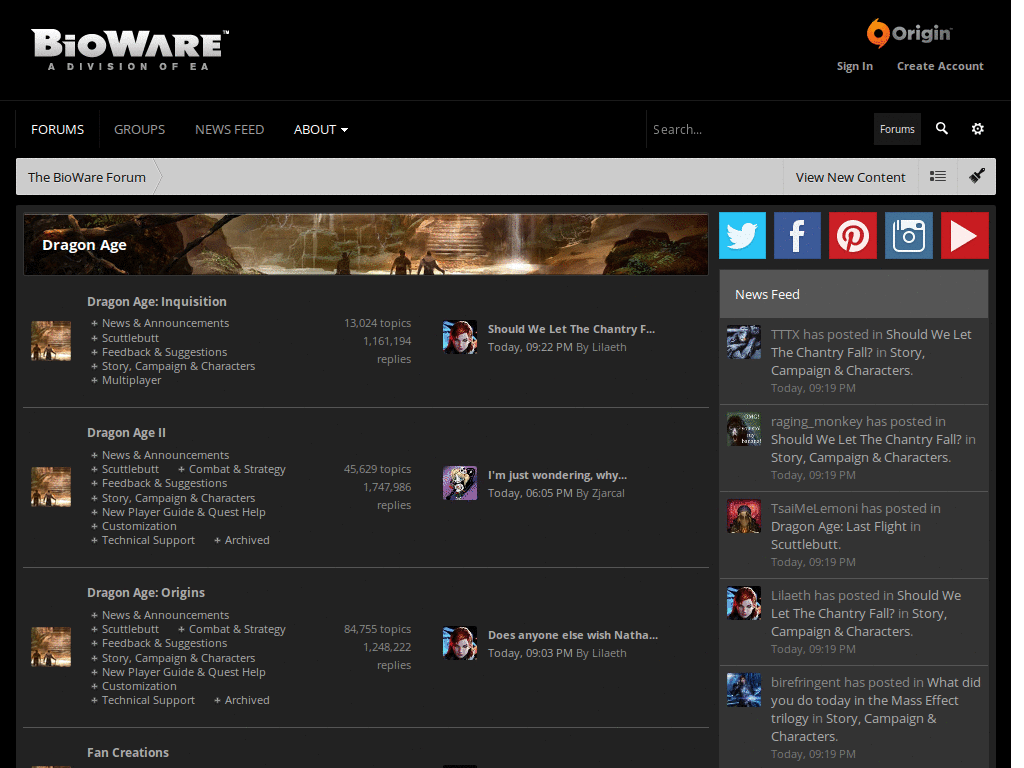 BIOWARE™
A DIVISION OF EA
Origin
Sign In Create Account
FORUMS GROUPS NEWS FEED ABOUT Search... Forums
The BioWare Forum View New Content
Dragon Age
Dragon Age: Inquisition
+ News & Announcements
+ Scuttlebutt
+ Feedback & Suggestions
+ Story, Campaign & Characters
+ Multiplayer
13,024 topics
1,161,194
replies
Should We Let The Chantry F...
Today, 09:22 PM By Lilaeth
Dragon Age II
+ News & Announcements
+ Scuttlebutt + Combat & Strategy
+ Feedback & Suggestions
+ Story, Campaign & Characters
+ New Player Guide & Quest Help
+ Customization
+ Technical Support + Archived
45,629 topics
1,747,986
replies
I'm just wondering, why...
Today, 06:05 PM By Zjarcal
Dragon Age: Origins
+ News & Announcements
+ Scuttlebutt + Combat & Strategy
+ Feedback & Suggestions
+ Story, Campaign & Characters
+ New Player Guide & Quest Help
+ Customization
+ Technical Support + Archived
84,755 topics
1,248,222
replies
Does anyone else wish Natha...
Today, 09:03 PM By Lilaeth
Fan Creations
News Feed
TTTX has posted in Should We Let
The Chantry Fall? in Story,
Campaign & Characters.
Today, 09:19 PM
raging_monkey has posted in
Should We Let The Chantry Fall? in
Story, Campaign & Characters.
Today, 09:19 PM
TsaiMeLemoni has posted in
Dragon Age: Last Flight in
Scuttlebutt.
Today, 09:19 PM
Lilaeth has posted in Should We
Let The Chantry Fall? in Story,
Campaign & Characters.
Today, 09:19 PM
birefringent has posted in What did
you do today in the Mass Effect
trilogy in Story, Campaign &
Characters.
Today, 09:19 PM